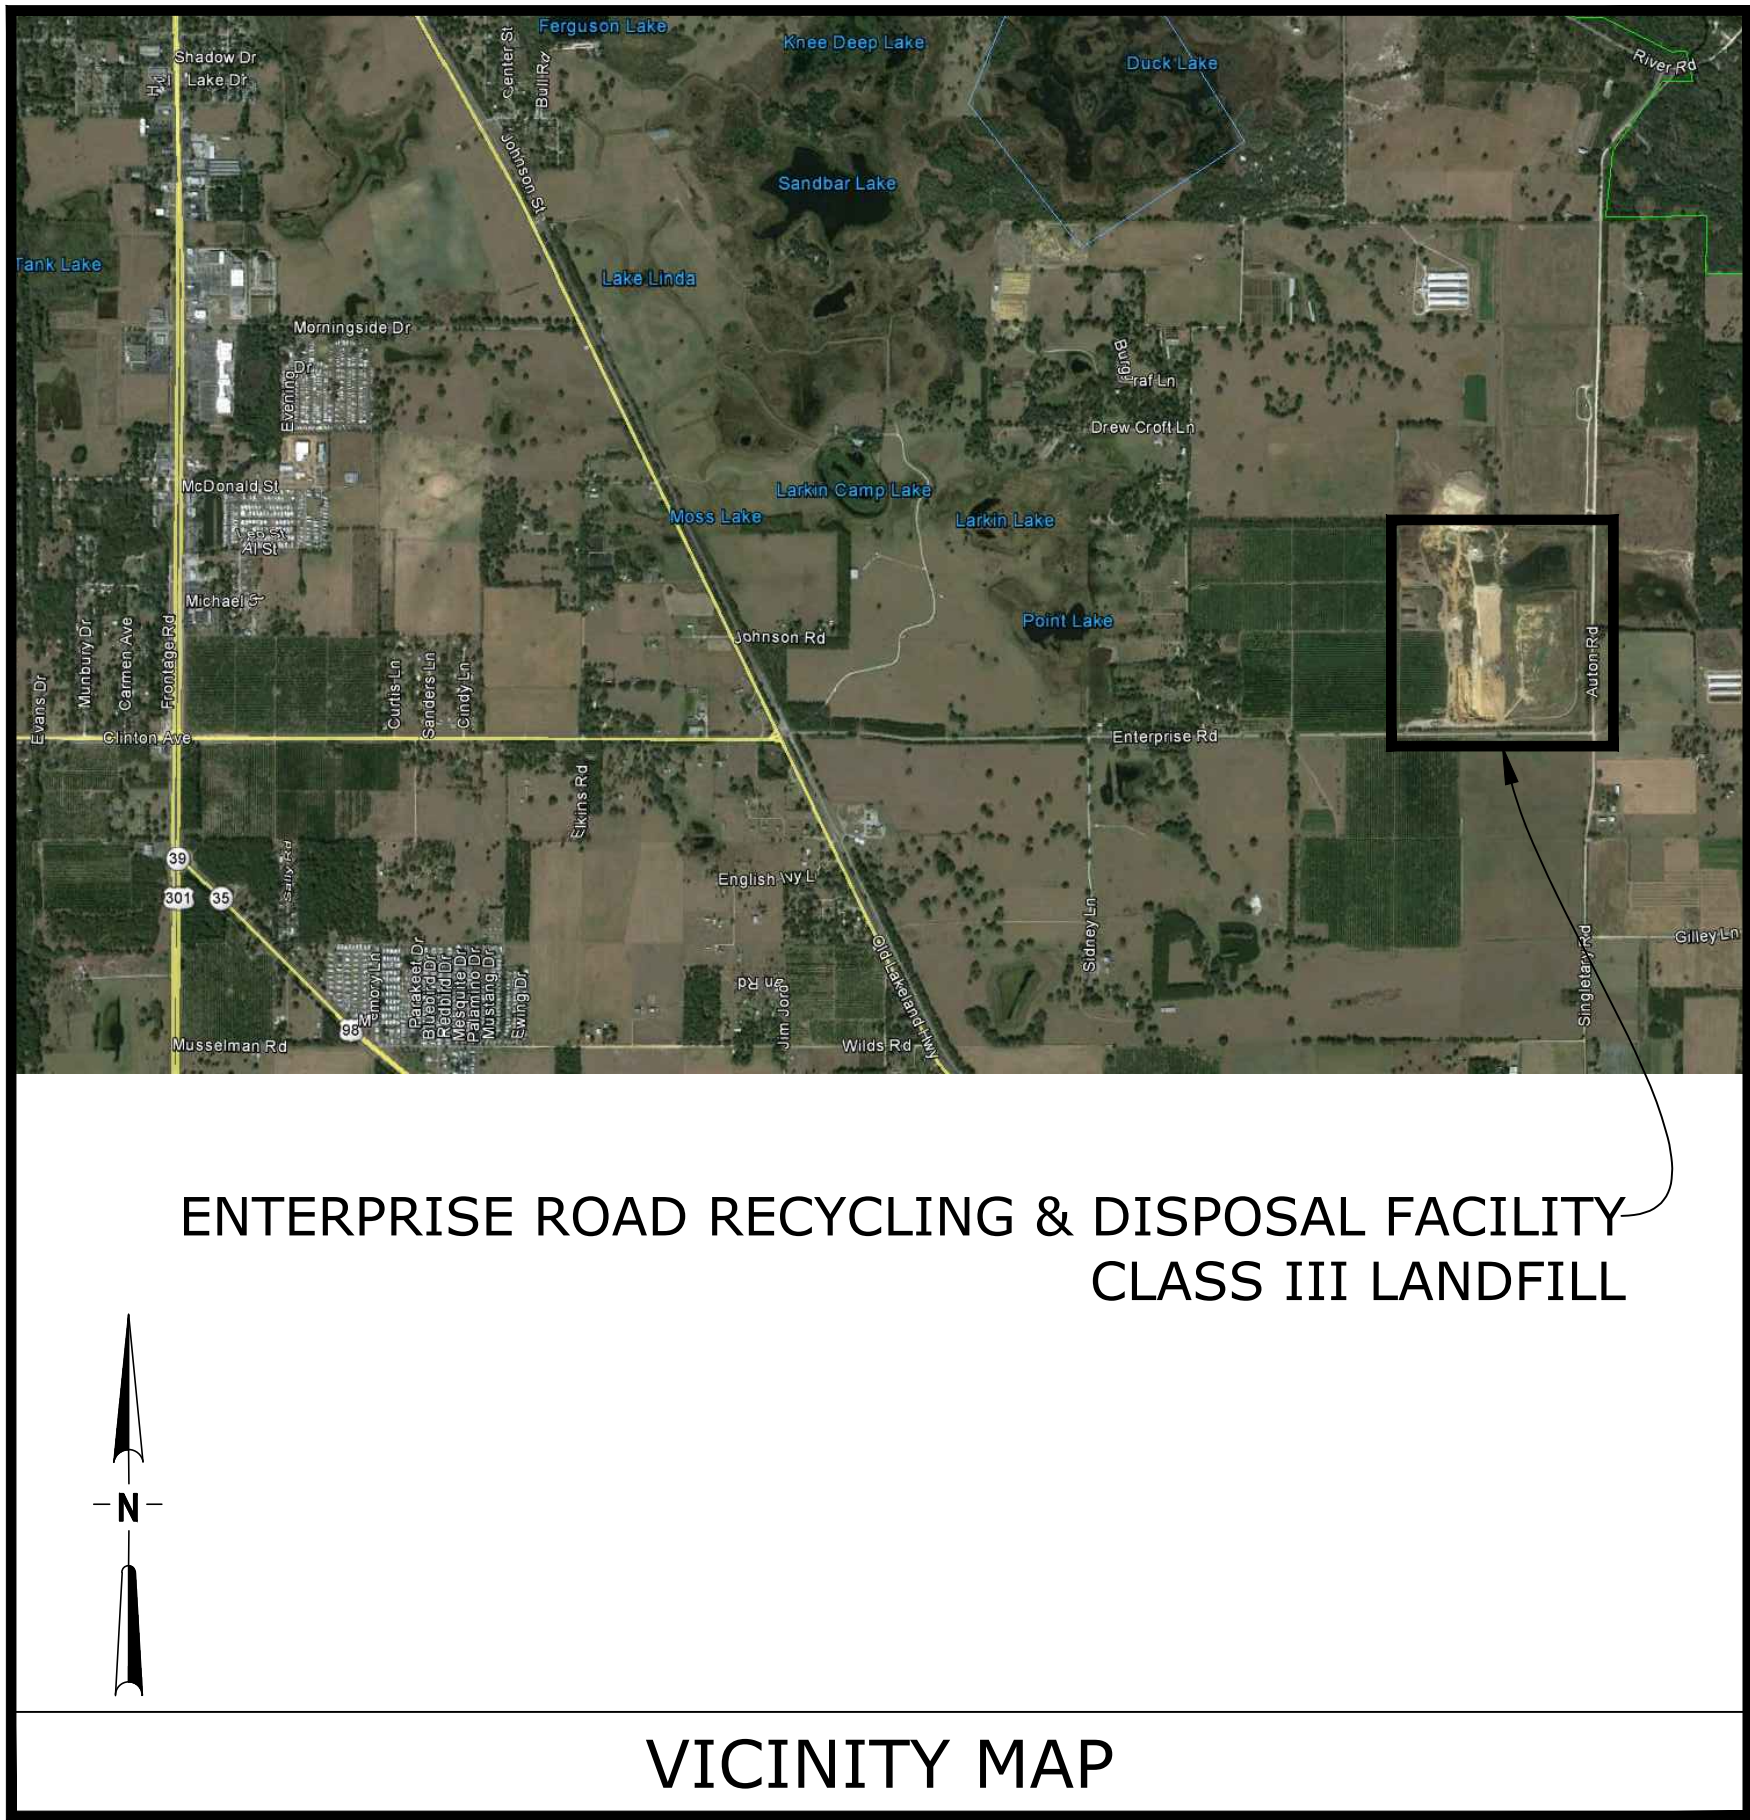 Ferguson Lake
Center St
Bull Rd
Knee Deep Lake
Duck Lake
River Rd
Shadow Dr
Lake Dr
Johnson St
Sandbar Lake
Tank Lake
Lake Linda
Morningside Dr
Evening Dr
raf Ln
Drew Croft Ln
McDonald St
Larkin Camp Lake
Moss Lake
Larkin Lake
Al St
Michael
Point Lake
Johnson Rd
Evans Dr
Munbury Dr
Carmen Ave
Frontage Rd
Curtis Ln
Sanders Ln
Cindy Ln
Auton Rd
Clinton Ave
Enterprise Rd
Elkins Rd
39
301
35
Sally Rd
English
Sidney Ln
Singletary Rd
Gilley Ln
Old Lakeland Hwy
Jim Jord
an Rd
98
Memory Ln
Parakeet Dr
Bluebird Dr
Redbird Dr
Mesquite Dr
Palamino Dr
Mustang Dr
Ewing Dr
Musselman Rd
Wilds Rd
ENTERPRISE ROAD RECYCLING & DISPOSAL FACILITY
CLASS III LANDFILL
N
VICINITY MAP